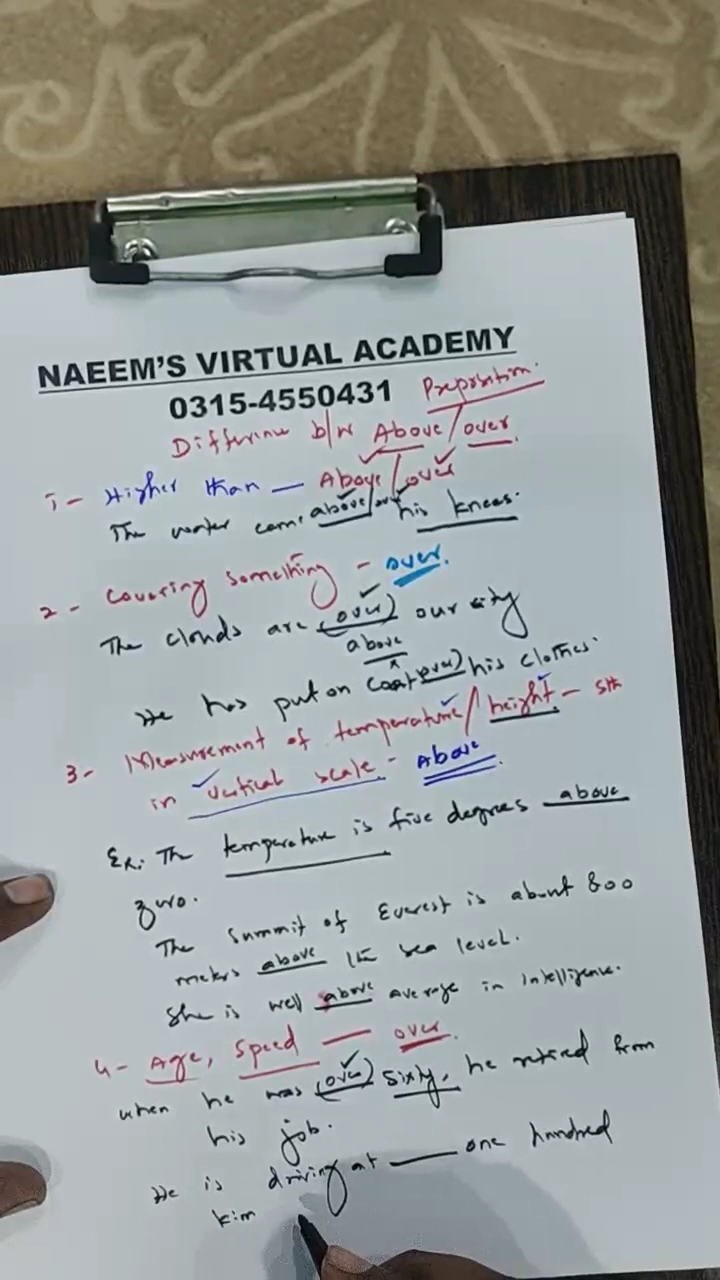 NAEEM'S VIRTUAL ACADEMY
0315-4550431
Preposition.
Difference b/w Above/over
1- Higher than — Above/over
The water came above/over his knees.
2- Covering something - over.
The clouds are (over) our city
above
x
He has put on coat (over) his clothes.
3- Measurement of temperature/height - sth
in vertical scale - Above
Ex: The temperature is five degrees above
zero.
The summit of Everest is about 800
meters above the sea level.
She is well above average in intelligence.
4- Age, Speed — over
when he was (over) sixty, he retired from
his job.
He is driving at ___ one hundred
kim